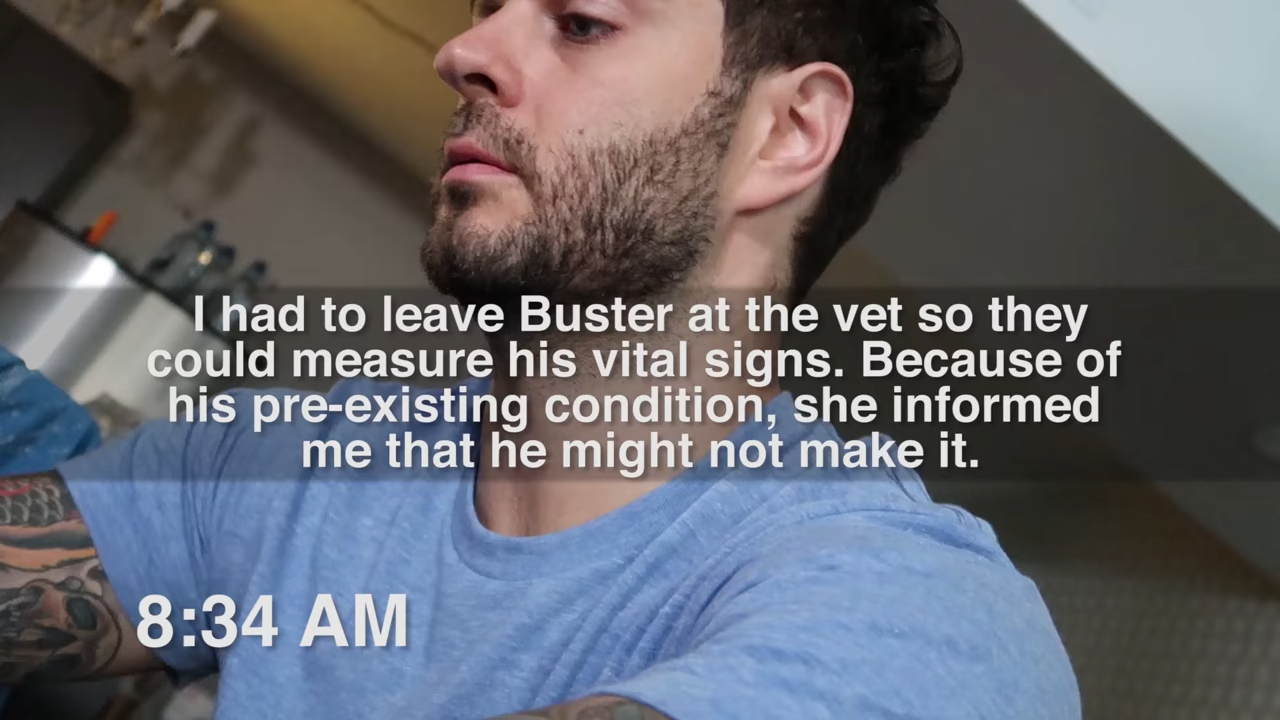 I had to leave Buster at the vet so they
could measure his vital signs. Because of
his pre-existing condition, she informed
me that he might not make it.
8:34 AM